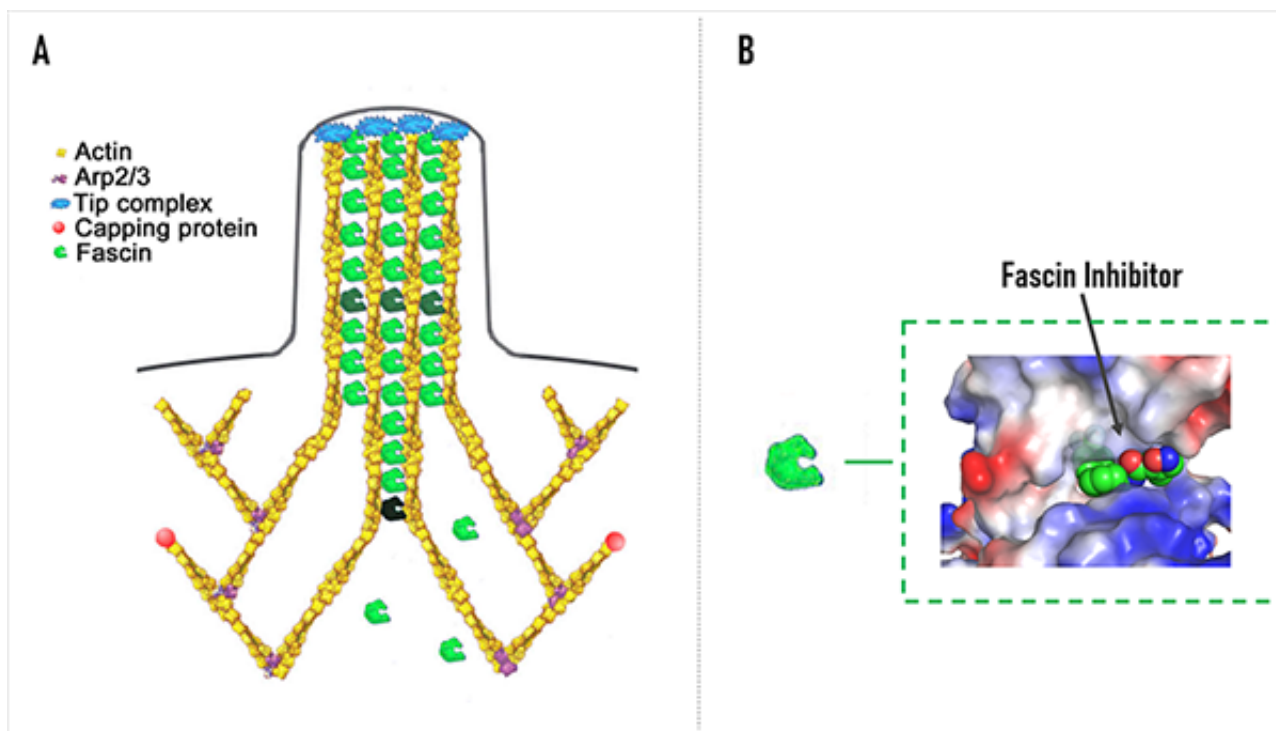 A
Actin
Arp2/3
Tip complex
Capping protein
Fascin
B
Fascin Inhibitor